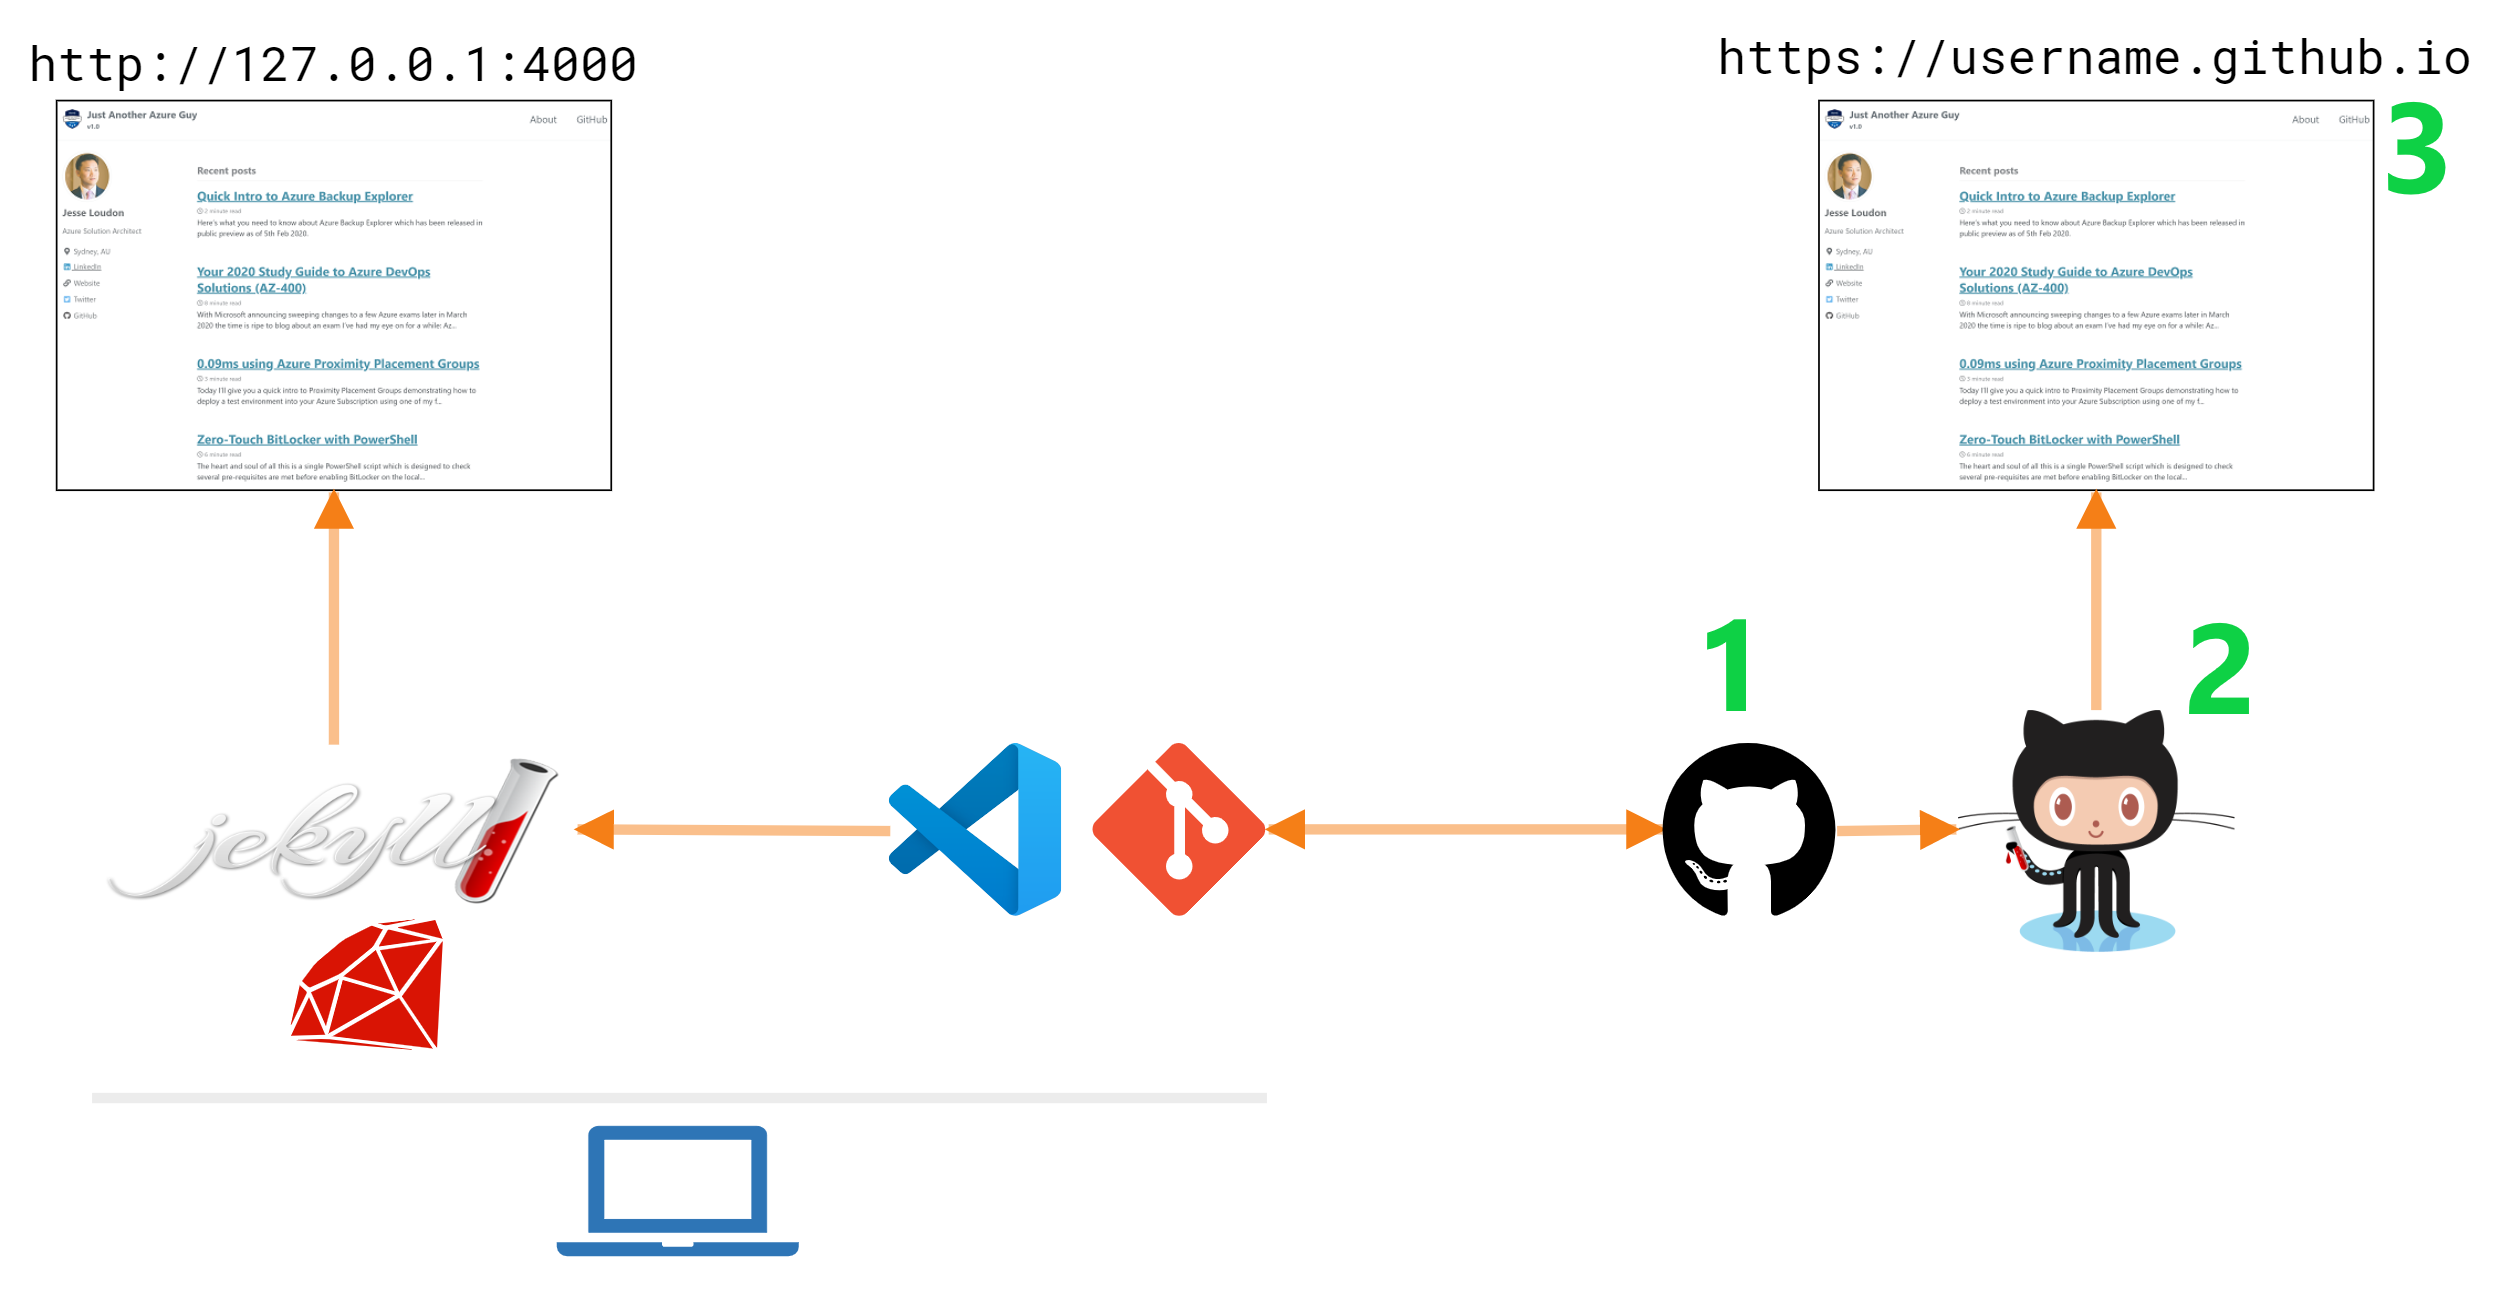 http://127.0.0.1:4000
Just Another Azure Guy
v1.0
About
GitHub
Jesse Loudon
Azure Solution Architect
Sydney, AU
LinkedIn
Website
Twitter
GitHub
Recent posts
Quick Intro to Azure Backup Explorer
2 minute read
Here's what you need to know about Azure Backup Explorer which has been released in
public preview as of 5th Feb 2020.
Your 2020 Study Guide to Azure DevOps
Solutions (AZ-400)
8 minute read
With Microsoft announcing sweeping changes to a few Azure exams later in March
2020 the time is ripe to blog about an exam I've had my eye on for a while: Az...
0.09ms using Azure Proximity Placement Groups
3 minute read
Today I'll give you a quick intro to Proximity Placement Groups demonstrating how to
deploy a test environment into your Azure Subscription using one of my f...
Zero-Touch BitLocker with PowerShell
6 minute read
The heart and soul of all this is a single PowerShell script which is designed to check
several pre-requisites are met before enabling BitLocker on the local...
https://username.github.io
Just Another Azure Guy
v1.0
About
GitHub
Jesse Loudon
Azure Solution Architect
Sydney, AU
LinkedIn
Website
Twitter
GitHub
Recent posts
Quick Intro to Azure Backup Explorer
2 minute read
Here's what you need to know about Azure Backup Explorer which has been released in
public preview as of 5th Feb 2020.
Your 2020 Study Guide to Azure DevOps
Solutions (AZ-400)
8 minute read
With Microsoft announcing sweeping changes to a few Azure exams later in March
2020 the time is ripe to blog about an exam I've had my eye on for a while: Az...
0.09ms using Azure Proximity Placement Groups
3 minute read
Today I'll give you a quick intro to Proximity Placement Groups demonstrating how to
deploy a test environment into your Azure Subscription using one of my f...
Zero-Touch BitLocker with PowerShell
6 minute read
The heart and soul of all this is a single PowerShell script which is designed to check
several pre-requisites are met before enabling BitLocker on the local...
3
1
2
jekyll